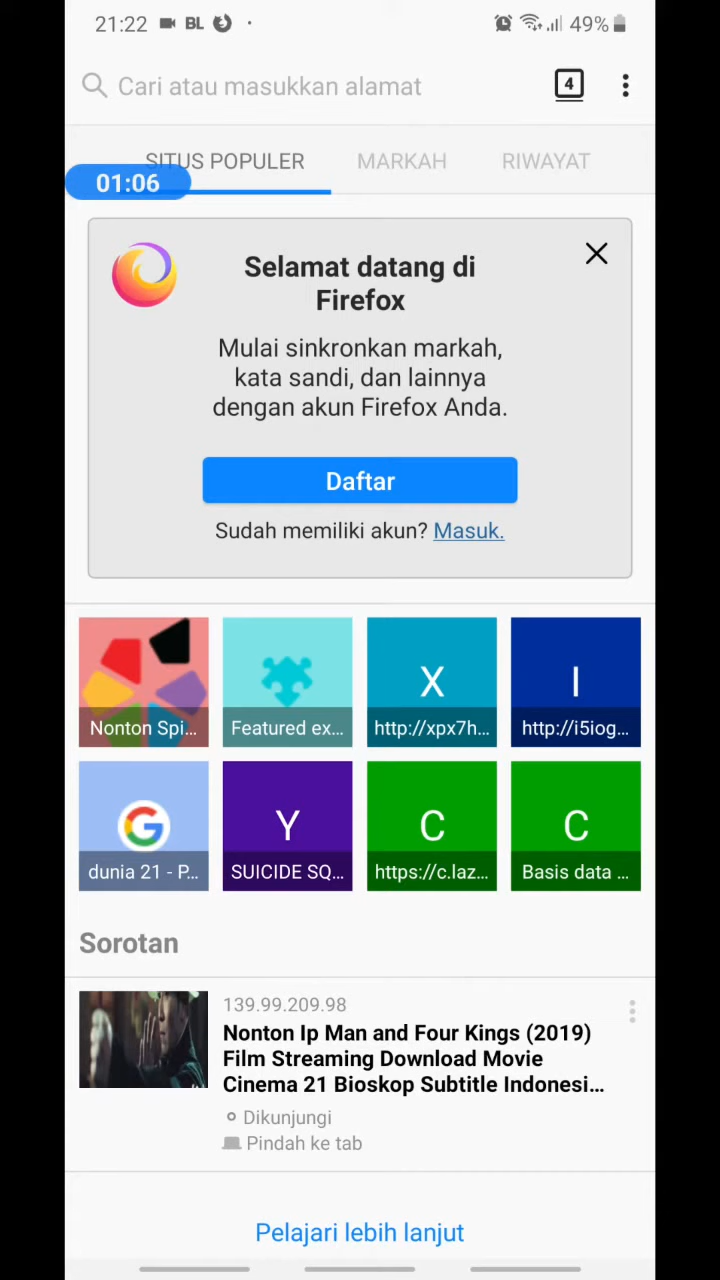 21:22 BL 49%
Cari atau masukkan alamat 4
SITUS POPULER MARKAH RIWAYAT
01:06
Selamat datang di
Firefox
Mulai sinkronkan markah,
kata sandi, dan lainnya
dengan akun Firefox Anda.
Daftar
Sudah memiliki akun? Masuk.
X I
Nonton Spi... Featured ex... http://xpx7h... http://i5iog...
G Y C C
dunia 21 - P... SUICIDE SQ... https://c.laz... Basis data ...
Sorotan
139.99.209.98
Nonton Ip Man and Four Kings (2019)
Film Streaming Download Movie
Cinema 21 Bioskop Subtitle Indonesi...
Dikunjungi
Pindah ke tab
Pelajari lebih lanjut